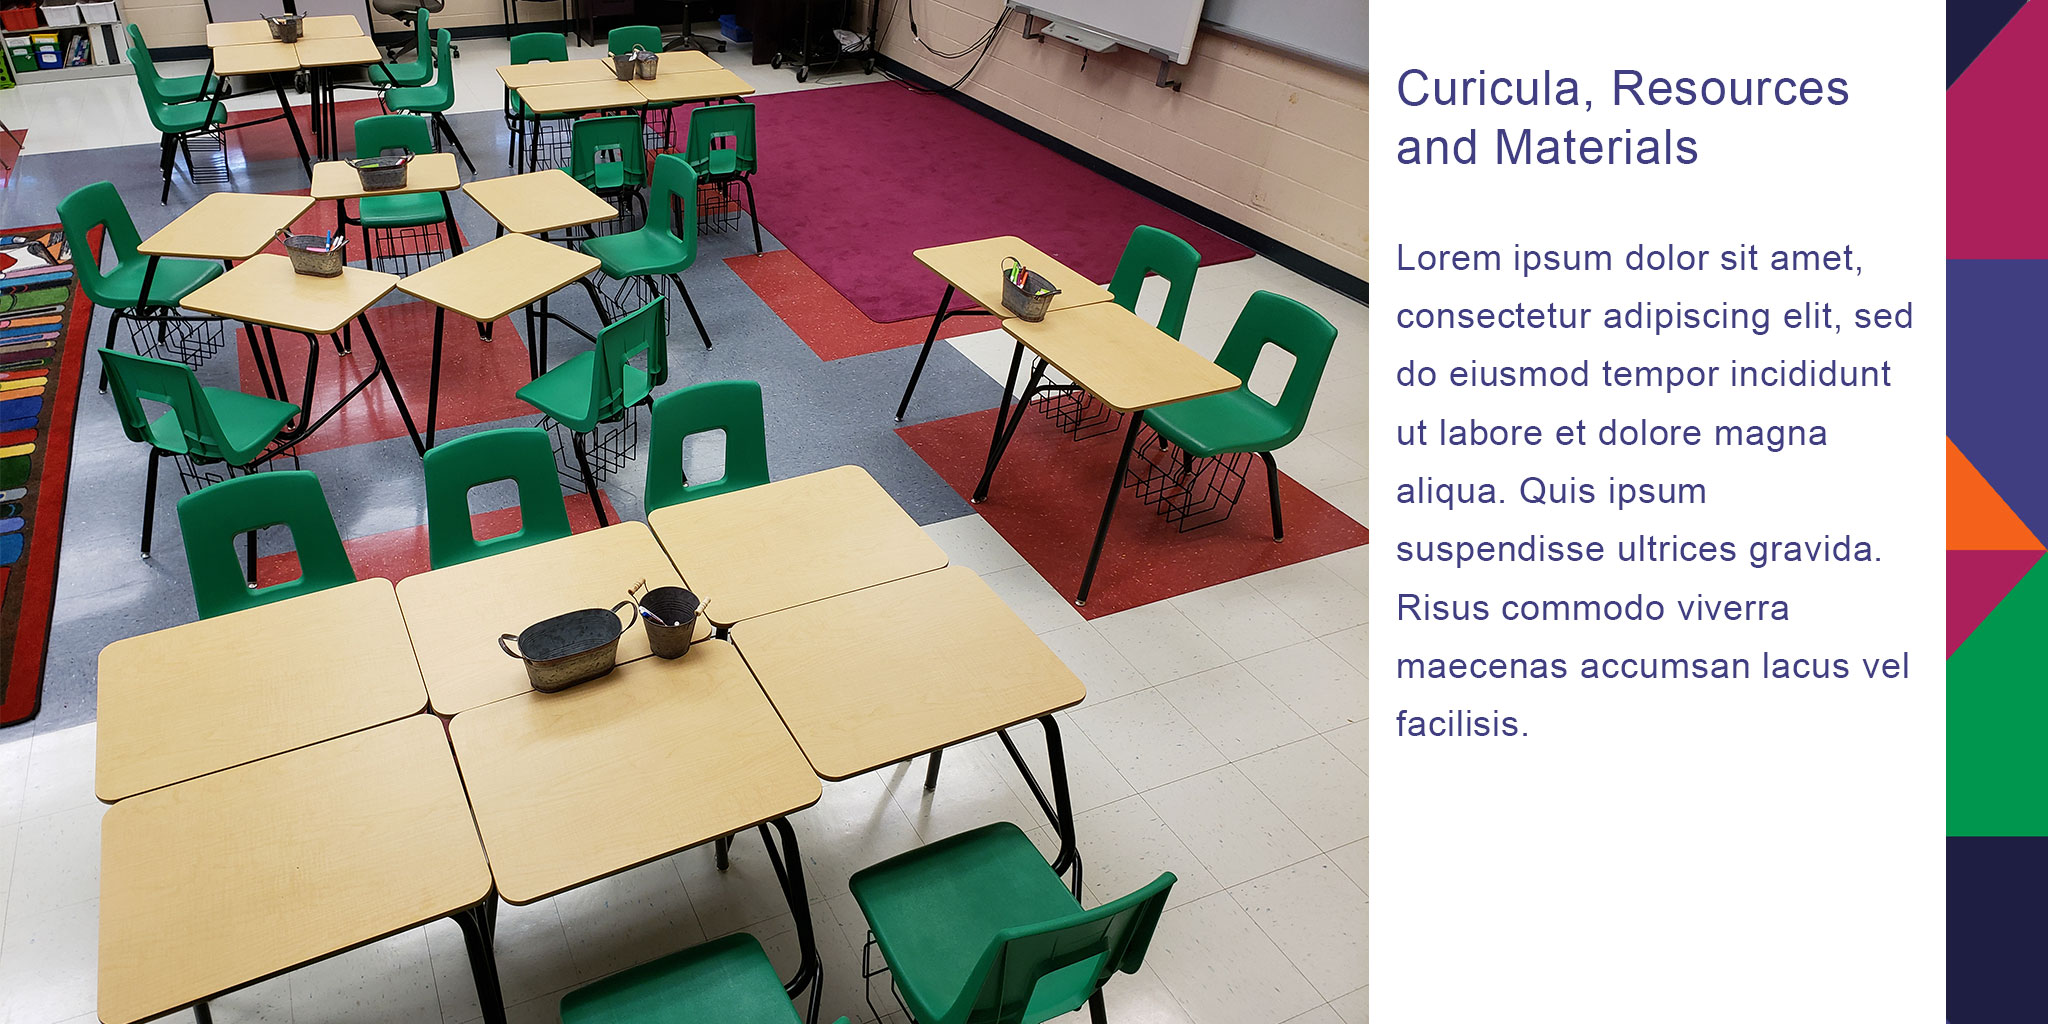 Curicula, Resources
and Materials
Lorem ipsum dolor sit amet,
consectetur adipiscing elit, sed
do eiusmod tempor incididunt
ut labore et dolore magna
aliqua. Quis ipsum
suspendisse ultrices gravida.
Risus commodo viverra
maecenas accumsan lacus vel
facilisis.